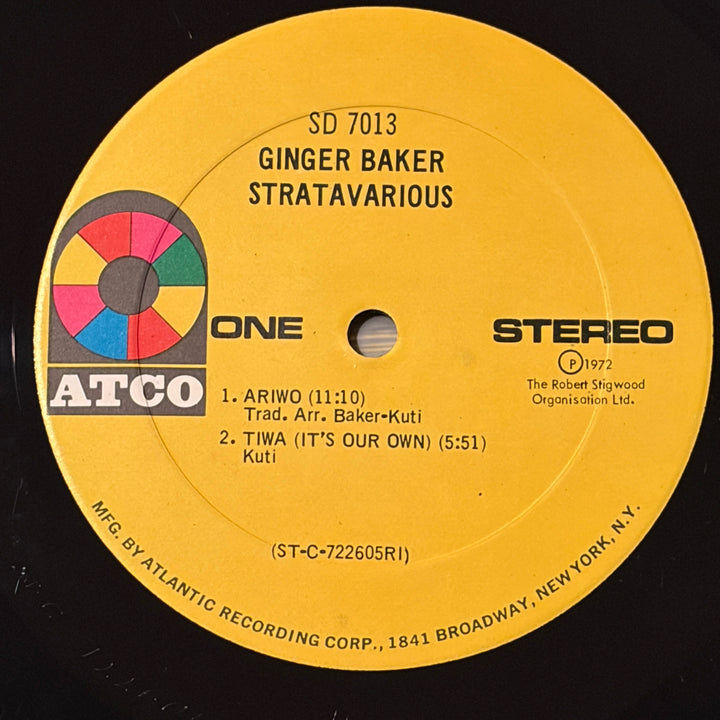 SD 7013
GINGER BAKER
STRATAVARIOUS
ATCO
ONE
STEREO
Ⓟ1972
The Robert Stigwood
Organisation Ltd.
1. ARIWO (11:10)
Trad. Arr. Baker-Kuti
2. TIWA (IT'S OUR OWN) (5:51)
Kuti
(ST-C-722605RI)
MFG. BY ATLANTIC RECORDING CORP., 1841 BROADWAY, NEW YORK, N.Y.